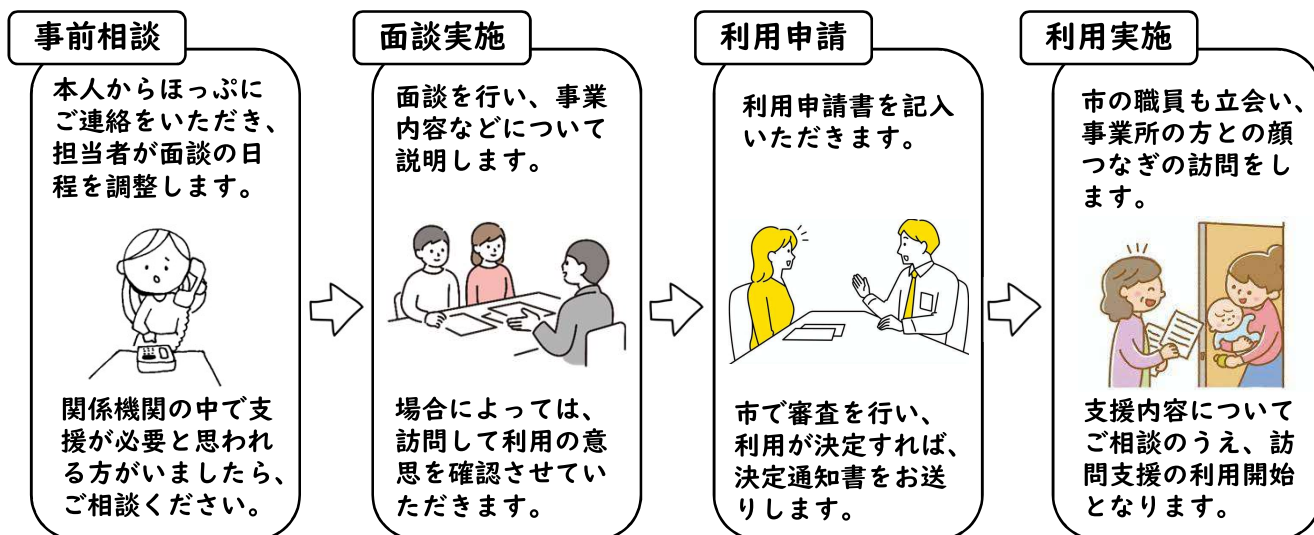 事前相談
本人からほっぷに
ご連絡をいただき、
担当者が面談の日
程を調整します。
関係機関の中で支
援が必要と思われ
る方がいましたら、
ご相談ください。
面談実施
面談を行い、事業
内容などについて
説明します。
場合によっては、
訪問して利用の意
思を確認させてい
ただきます。
利用申請
利用申請書を記入
いただきます。
市で審査を行い、
利用が決定すれば、
決定通知書をお送
りします。
利用実施
市の職員も立会い、
事業所の方との顔
つなぎの訪問をし
ます。
支援内容について
ご相談のうえ、訪
問支援の利用開始
となります。